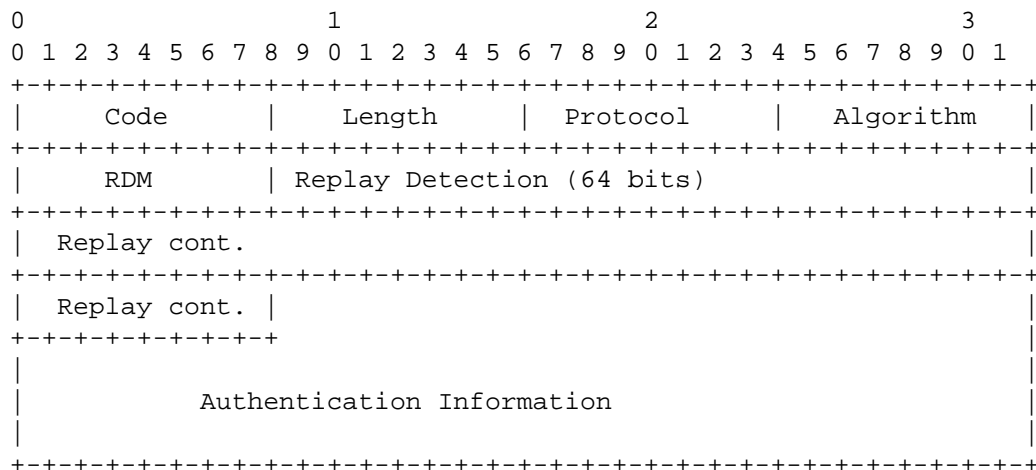 0                   1                   2                   3
0 1 2 3 4 5 6 7 8 9 0 1 2 3 4 5 6 7 8 9 0 1 2 3 4 5 6 7 8 9 0 1
+-+-+-+-+-+-+-+-+-+-+-+-+-+-+-+-+-+-+-+-+-+-+-+-+-+-+-+-+-+-+-+-+
|     Code      |    Length     |  Protocol     |   Algorithm   |
+-+-+-+-+-+-+-+-+-+-+-+-+-+-+-+-+-+-+-+-+-+-+-+-+-+-+-+-+-+-+-+-+
|     RDM       | Replay Detection (64 bits)                    |
+-+-+-+-+-+-+-+-+-+-+-+-+-+-+-+-+-+-+-+-+-+-+-+-+-+-+-+-+-+-+-+-+
|  Replay cont.                                                 |
+-+-+-+-+-+-+-+-+-+-+-+-+-+-+-+-+-+-+-+-+-+-+-+-+-+-+-+-+-+-+-+-+
|  Replay cont. |                                               |
+-+-+-+-+-+-+-+-+                                               |
|                                                               |
|           Authentication Information                          |
|                                                               |
+-+-+-+-+-+-+-+-+-+-+-+-+-+-+-+-+-+-+-+-+-+-+-+-+-+-+-+-+-+-+-+-+